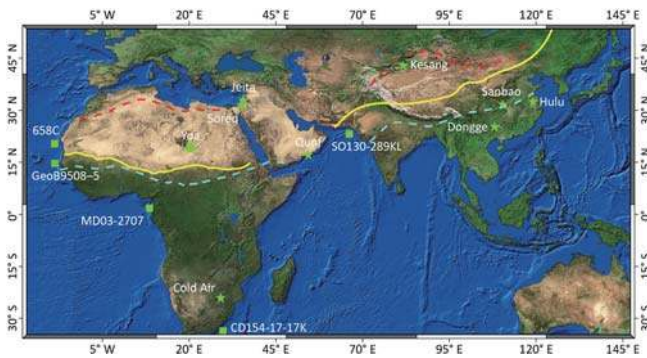 5° W 20° E 45° E 70° E 95° E 120° E 145° E
45° N
30° N
15° N
0°
15° S
30° S
45° N
30° N
15° N
0°
15° S
30° S
Kesang
Jeita
Sanbao
Hulu
Soreq
658C
Yoa
Dongge
Qunf
SO130-289KL
GeoB9508–5
MD03-2707
Cold Air
CD154-17-17K
5° W 20° E 45° E 70° E 95° E 120° E 145° E